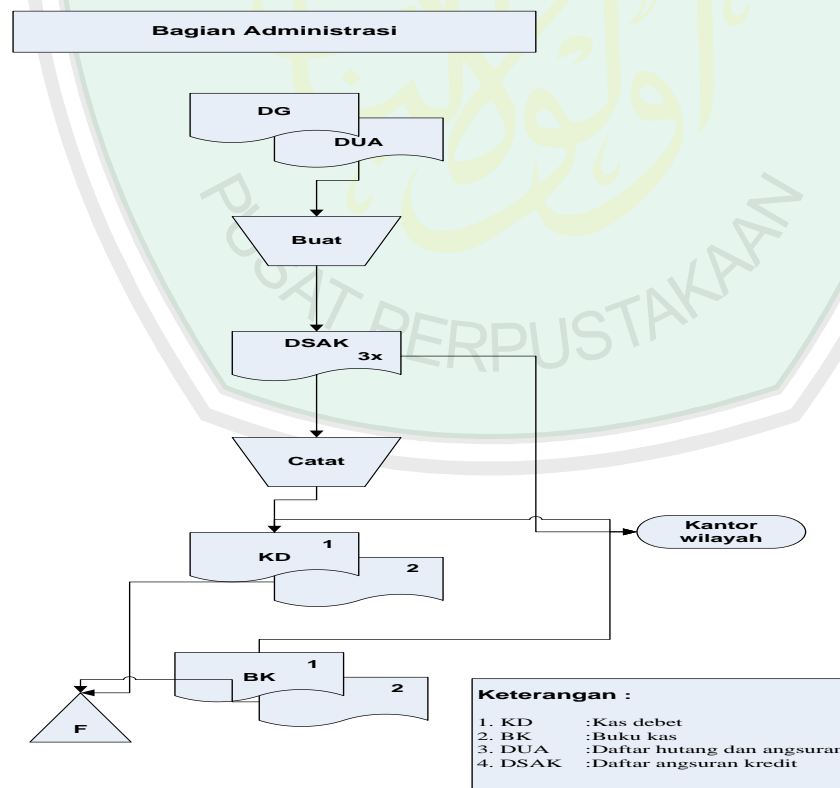 Bagian Administrasi
DG
DUA
Buat
DSAK
3x
Catat
1
KD
2
Kantor
wilayah
1
BK
2
F
Keterangan :
1. KD :Kas debet
2. BK :Buku kas
3. DUA :Daftar hutang dan angsuran
4. DSAK :Daftar angsuran kredit
PUSAT PERPUSTAKAAN